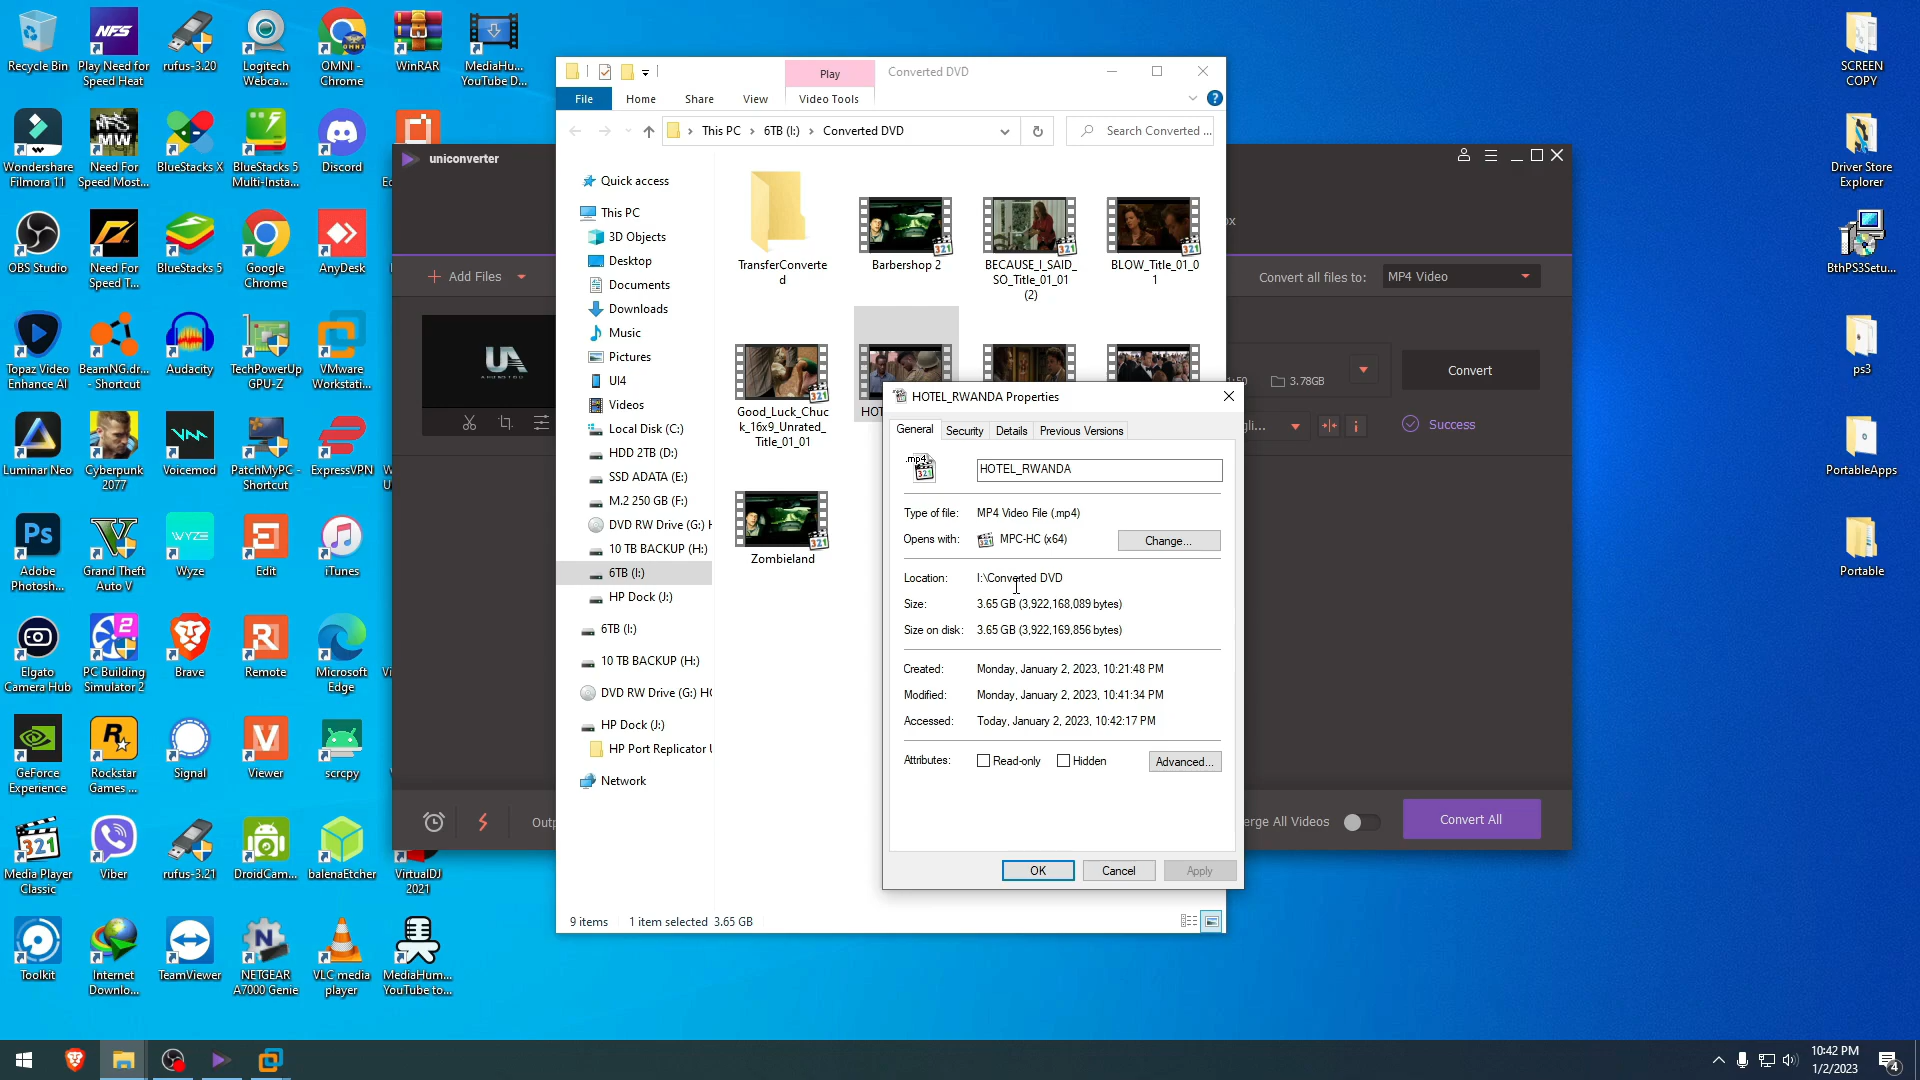 Recycle Bin
Play Need for
Speed Heat
rufus-3.20
Logitech
Webca...
OMNI -
Chrome
WinRAR
MediaHu...
YouTube D...
Wondershare
Filmora 11
Need For
Speed Most...
BlueStacks X
BlueStacks 5
Multi-Insta...
Discord
OBS Studio
Need For
Speed T...
BlueStacks 5
Google
Chrome
AnyDesk
Topaz Video
Enhance AI
BeamNG.dr...
- Shortcut
Audacity
TechPowerUp
GPU-Z
VMware
Workstati...
Luminar Neo
Cyberpunk
2077
Voicemod
PatchMyPC -
Shortcut
ExpressVPN
Adobe
Photosh...
Grand Theft
Auto V
Wyze
Edit
iTunes
Elgato
Camera Hub
PC Building
Simulator 2
Brave
Remote
Microsoft
Edge
GeForce
Experience
Rockstar
Games ...
Signal
Viewer
scrcpy
Media Player
Classic
Viber
rufus-3.21
DroidCam...
balenaEtcher
VirtualDJ
2021
Toolkit
Internet
Downlo...
TeamViewer
NETGEAR
A7000 Genie
VLC media
player
MediaHum...
YouTube to...
uniconverter
Add Files
Convert all files to:
MP4 Video
3.78GB
Convert
Success
Merge All Videos
Convert All
Play
Converted DVD
File
Home
Share
View
Video Tools
This PC
6TB (I:)
Converted DVD
Search Converted ...
Quick access
This PC
3D Objects
Desktop
Documents
Downloads
Music
Pictures
UI4
Videos
Local Disk (C:)
HDD 2TB (D:)
SSD ADATA (E:)
M.2 250 GB (F:)
DVD RW Drive (G:) H
10 TB BACKUP (H:)
6TB (I:)
HP Dock (J:)
6TB (I:)
10 TB BACKUP (H:)
DVD RW Drive (G:) HO
HP Dock (J:)
HP Port Replicator U
Network
TransferConverte
d
Barbershop 2
BECAUSE_I_SAID_
SO_Title_01_01
(2)
BLOW_Title_01_0
1
Good_Luck_Chuc
k_16x9_Unrated_
Title_01_01
HOT
Zombieland
9 items
1 item selected 3.65 GB
HOTEL_RWANDA Properties
General
Security
Details
Previous Versions
.mp4
HOTEL_RWANDA
Type of file: MP4 Video File (.mp4)
Opens with: MPC-HC (x64)
Change...
Location: I:\Converted DVD
Size: 3.65 GB (3,922,168,089 bytes)
Size on disk: 3.65 GB (3,922,169,856 bytes)
Created: Monday, January 2, 2023, 10:21:48 PM
Modified: Monday, January 2, 2023, 10:41:34 PM
Accessed: Today, January 2, 2023, 10:42:17 PM
Attributes:
Read-only
Hidden
Advanced...
OK
Cancel
Apply
SCREEN
COPY
Driver Store
Explorer
BthPS3Setu...
ps3
PortableApps
Portable
10:42 PM
1/2/2023
4